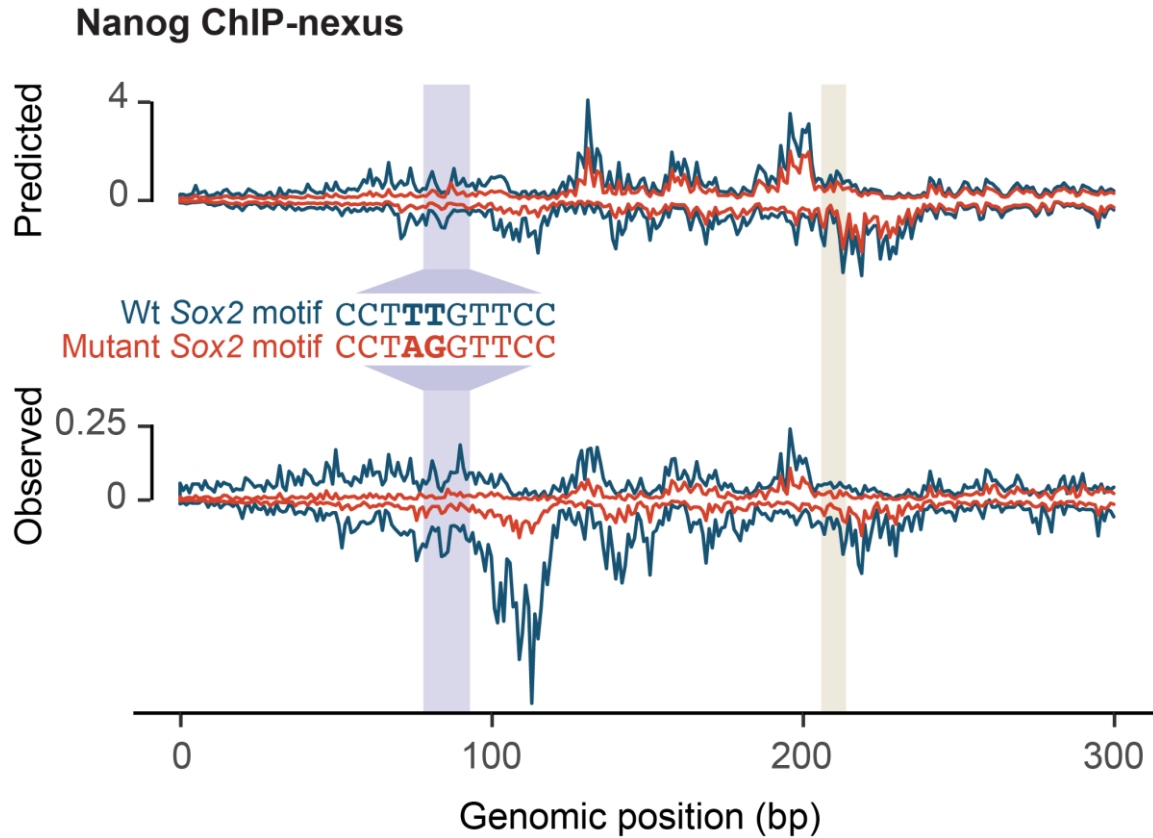 Nanog ChIP-nexus
Predicted
4
0
Wt Sox2 motif CCTTTGTTCC
Mutant Sox2 motif CCTAGGTTCC
Observed
0.25
0
0 100 200 300
Genomic position (bp)